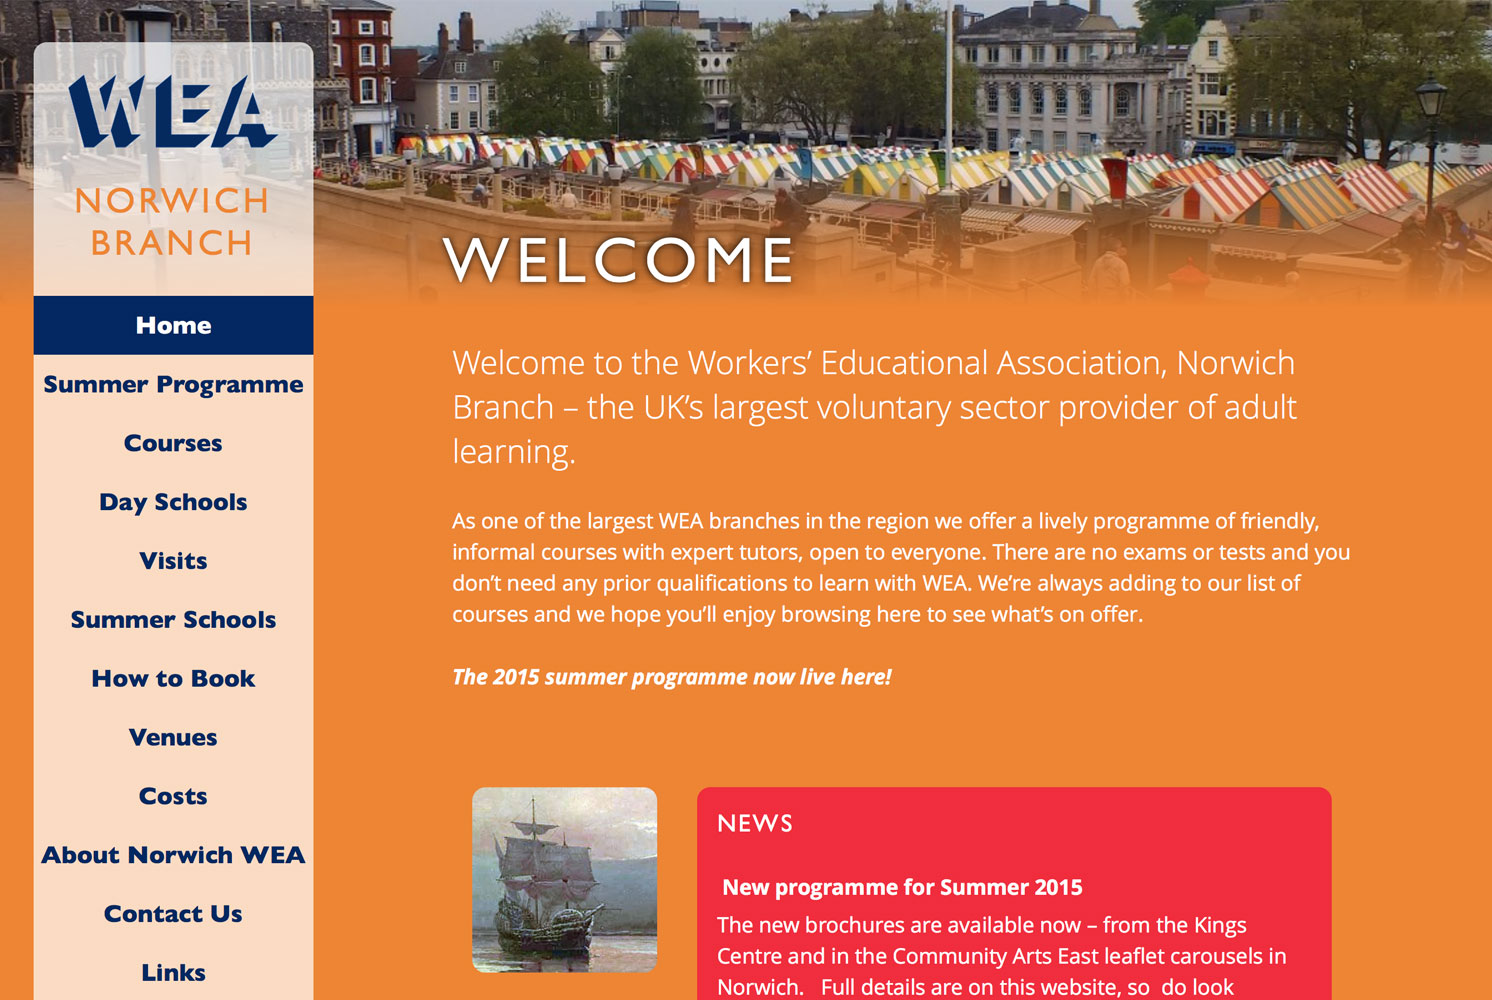 WEA
NORWICH
BRANCH
Home
Summer Programme
Courses
Day Schools
Visits
Summer Schools
How to Book
Venues
Costs
About Norwich WEA
Contact Us
Links
WELCOME
Welcome to the Workers’ Educational Association, Norwich
Branch – the UK’s largest voluntary sector provider of adult
learning.
As one of the largest WEA branches in the region we offer a lively programme of friendly,
informal courses with expert tutors, open to everyone. There are no exams or tests and you
don’t need any prior qualifications to learn with WEA. We’re always adding to our list of
courses and we hope you’ll enjoy browsing here to see what’s on offer.
The 2015 summer programme now live here!
NEWS
New programme for Summer 2015
The new brochures are available now – from the Kings
Centre and in the Community Arts East leaflet carousels in
Norwich.   Full details are on this website, so  do look